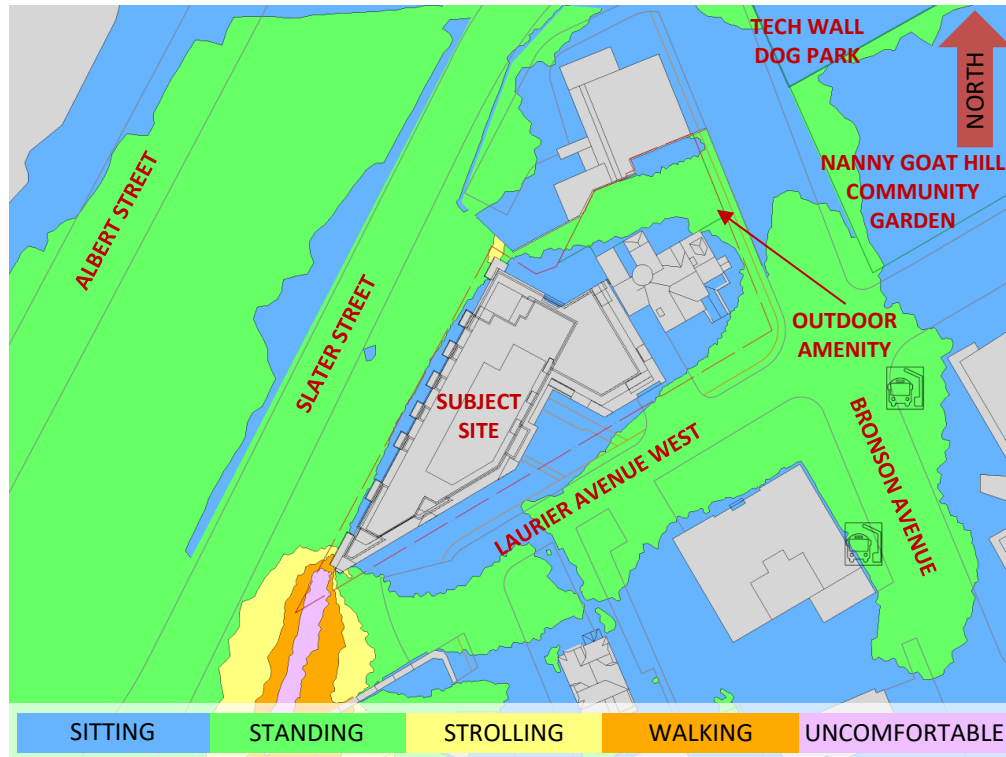 TECH WALL
DOG PARK
NORTH
NANNY GOAT HILL
COMMUNITY
GARDEN
ALBERT STREET
SLATER STREET
OUTDOOR
AMENITY
SUBJECT
SITE
LAURIER AVENUE WEST
BRONSON AVENUE
SITTING
STANDING
STROLLING
WALKING
UNCOMFORTABLE